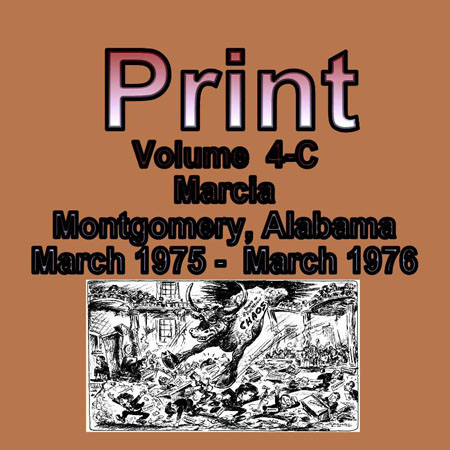 Print
Volume 4-C
Marcia
Montgomery, Alabama
March 1975 - March 1976
CHAOS